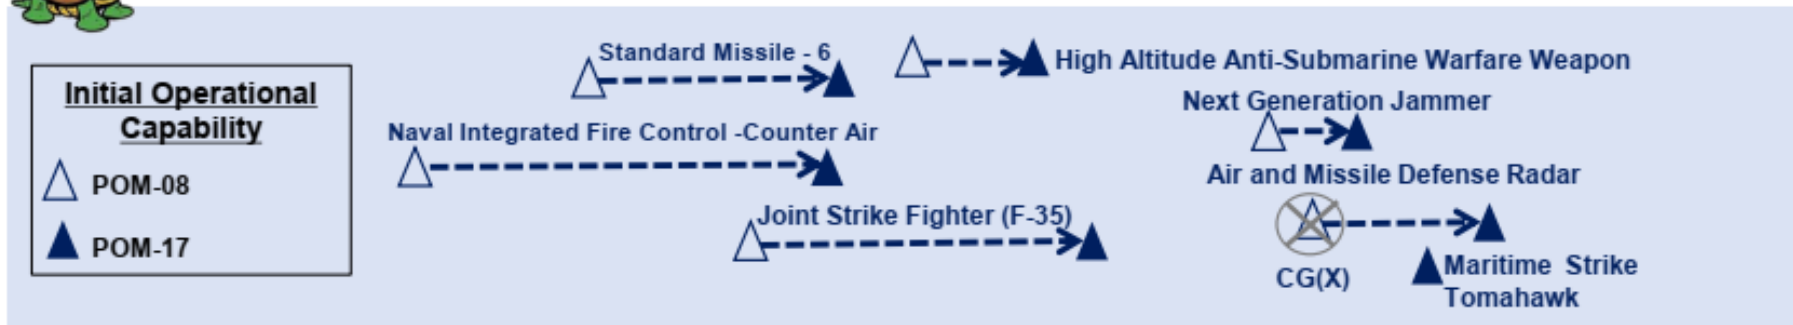 Initial Operational
Capability
POM-08
POM-17
Standard Missile - 6
High Altitude Anti-Submarine Warfare Weapon
Next Generation Jammer
Naval Integrated Fire Control -Counter Air
Air and Missile Defense Radar
Joint Strike Fighter (F-35)
CG(X)
Maritime Strike
Tomahawk